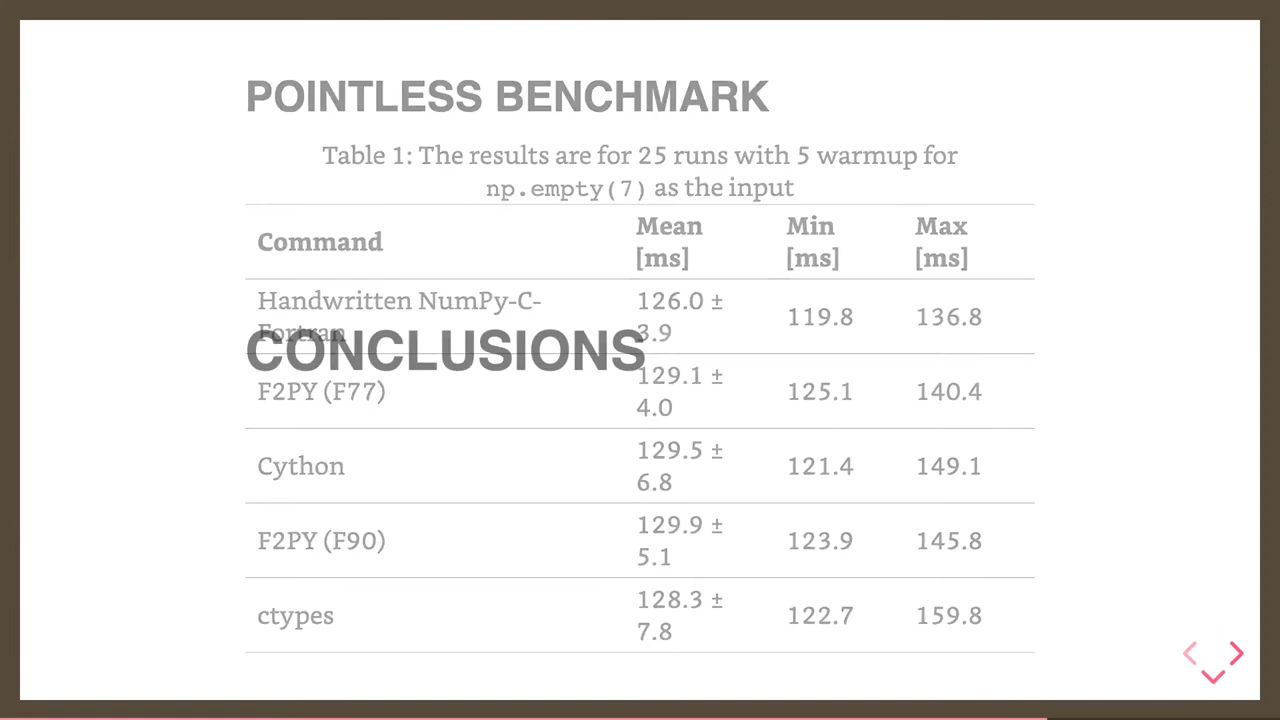 POINTLESS BENCHMARK
Table 1: The results are for 25 runs with 5 warmup for
np.empty(7) as the input
Command Mean [ms] Min [ms] Max [ms]
Handwritten NumPy-C-
Fortran 126.0 ± 3.9 119.8 136.8
CONCLUSIONS
F2PY (F77) 129.1 ± 4.0 125.1 140.4
Cython 129.5 ± 6.8 121.4 149.1
F2PY (F90) 129.9 ± 5.1 123.9 145.8
ctypes 128.3 ± 7.8 122.7 159.8